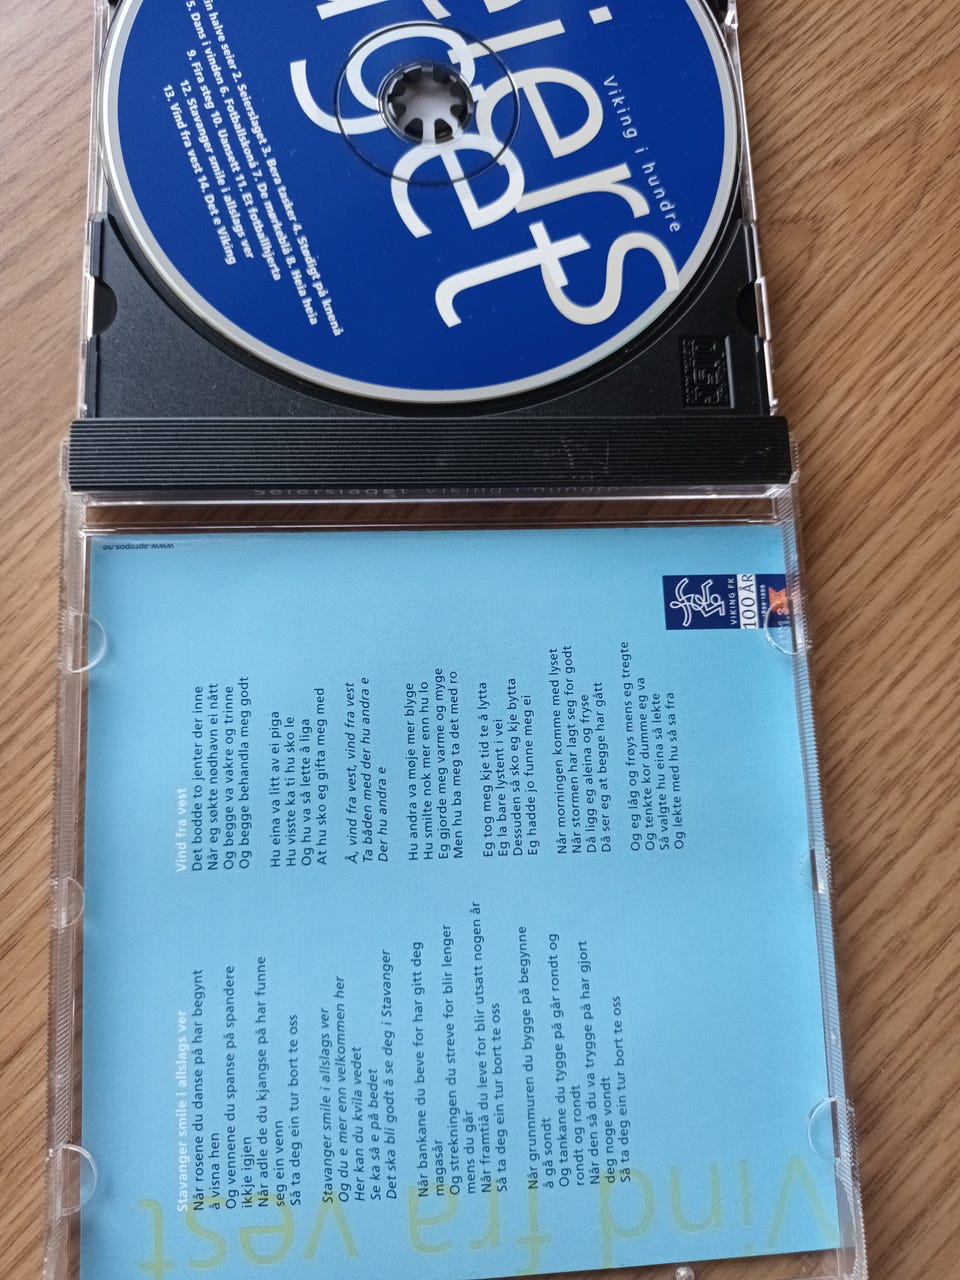 Seierslaget
Viking i hundre
in halve seier 2. Seierslaget 3. Bera tasker 4. Stødigt på knenå
5. Dans i vinden 6. Fotballskonå 7. De mørkeblå 8. Heia heia
9. Fira steg 10. Uansett 11. Et fotballhjerta
12. Stavanger smile i allslags ver
13. Vind fra vest 14. Det e Viking
Seierslaget Viking i hundre
www.apropos.no
Stavanger smile i allslags ver
Når rosene du danse på har begynt
å visna hen
Og vennene du spanse på spandere
ikkje igjen
Når adle de du kjangse på har funne
seg ein venn
Så ta deg ein tur bort te oss
Stavanger smile i allslags ver
Og du e mer enn velkommen her
Her kan du kvila vedet
Se ka så e på bedet
Det ska bli godt å se deg i Stavanger
Når bankane du beve for har gitt deg
magasår
Og strekningen du streve for blir lenger
mens du går
Når framtiå du leve for blir utsatt nogen år
Så ta deg ein tur bort te oss
Når grunnmuren du bygge på begynne
å gå sondt
Og tankane du tygge på går rondt og
rondt og rondt
Når den så du va trygge på har gjort
deg noge vondt
Så ta deg ein tur bort te oss
Vind fra vest
Det bodde to jenter der inne
Når eg søkte nødhavn ei nått
Og begge va vakre og trinne
Og begge behandla meg godt
Hu eina va litt av ei piga
Hu visste ka ti hu sko le
Og hu va så lette å liga
At hu sko eg gifta meg med
Å, vind fra vest, vind fra vest
Ta båden med der hu andra e
Der hu andra e
Hu andra va møje mer blyge
Hu smilte nok mer enn hu lo
Eg gjorde meg varme og myge
Men hu ba meg ta det med ro
Eg tog meg kje tid te å lytta
Eg la bare lystent i vei
Dessuden så sko eg kje bytta
Eg hadde jo funne meg ei
Når morningen komme med lyset
Når stormen har lagt seg for godt
Då ligg eg aleina og fryse
Då ser eg at begge har gått
Og eg låg og frøys mens eg tregte
Og tenkte kor dumme eg va
Så valgte hu eina så lekte
Og lekte med hu så sa fra
VIKING FK
100 ÅR
1899-1999
Vind fra vest